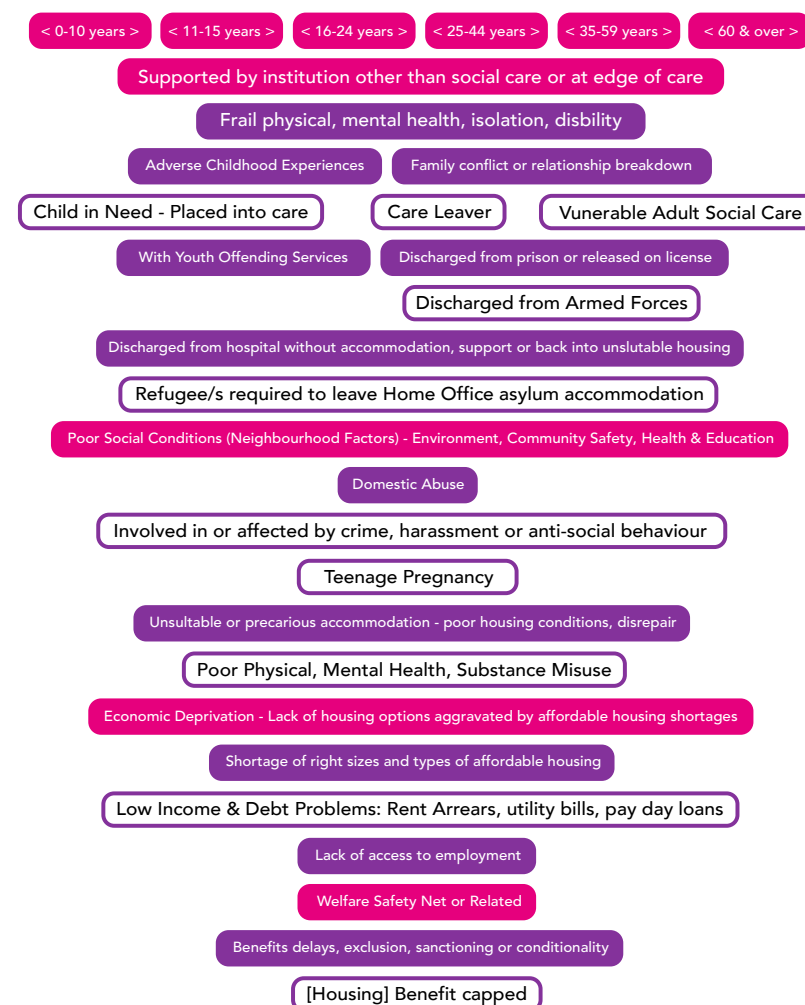 < 0-10 years > < 11-15 years > < 16-24 years > < 25-44 years > < 35-59 years > < 60 & over >
Supported by institution other than social care or at edge of care
Frail physical, mental health, isolation, disbility
Adverse Childhood Experiences Family conflict or relationship breakdown
Child in Need - Placed into care Care Leaver Vunerable Adult Social Care
With Youth Offending Services Discharged from prison or released on license
Discharged from Armed Forces
Discharged from hospital without accommodation, support or back into unslutable housing
Refugee/s required to leave Home Office asylum accommodation
Poor Social Conditions (Neighbourhood Factors) - Environment, Community Safety, Health & Education
Domestic Abuse
Involved in or affected by crime, harassment or anti-social behaviour
Teenage Pregnancy
Unsultable or precarious accommodation - poor housing conditions, disrepair
Poor Physical, Mental Health, Substance Misuse
Economic Deprivation - Lack of housing options aggravated by affordable housing shortages
Shortage of right sizes and types of affordable housing
Low Income & Debt Problems: Rent Arrears, utility bills, pay day loans
Lack of access to employment
Welfare Safety Net or Related
Benefits delays, exclusion, sanctioning or conditionality
[Housing] Benefit capped